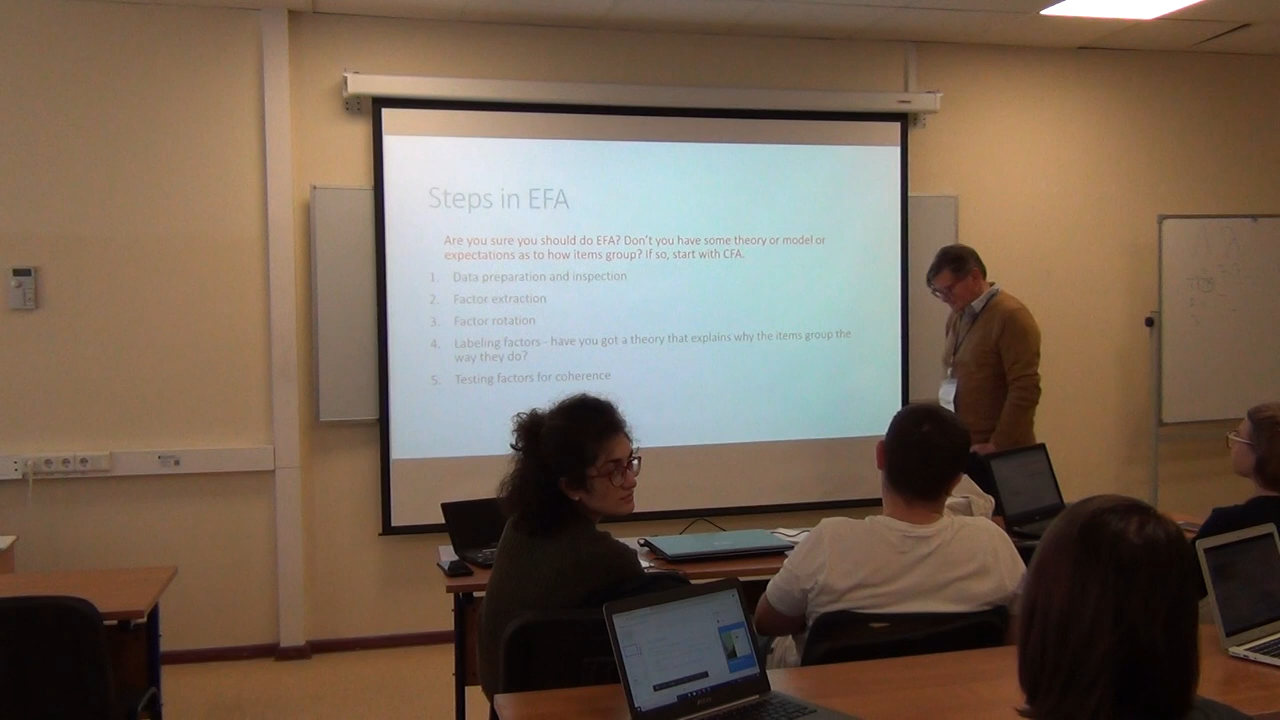 Steps in EFA
Are you sure you should do EFA? Don't you have some theory or model or
expectations as to how items group? If so, start with CFA.
1. Data preparation and inspection
2. Factor extraction
3. Factor rotation
4. Labeling factors - have you got a theory that explains why the items group the
way they do?
5. Testing factors for coherence